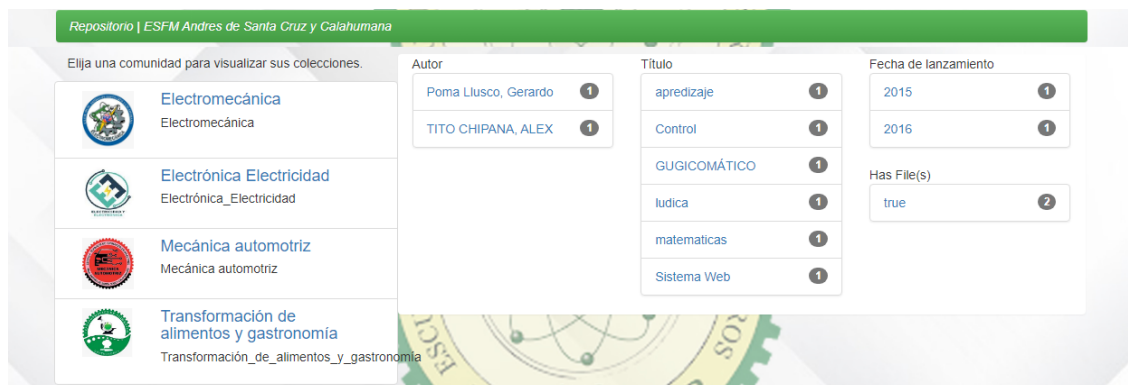 Repositorio | ESFM Andres de Santa Cruz y Calahumana
Elija una comunidad para visualizar sus colecciones.
Electromecánica
Electromecánica
Electrónica Electricidad
Electrónica_Electricidad
Mecánica automotriz
Mecánica automotriz
Transformación de
alimentos y gastronomía
Transformación_de_alimentos_y_gastronomía
Autor
Poma Llusco, Gerardo 1
TITO CHIPANA, ALEX 1
Título
apredizaje 1
Control 1
GUGICOMÁTICO 1
ludica 1
matematicas 1
Sistema Web 1
Fecha de lanzamiento
2015 1
2016 1
Has File(s)
true 2